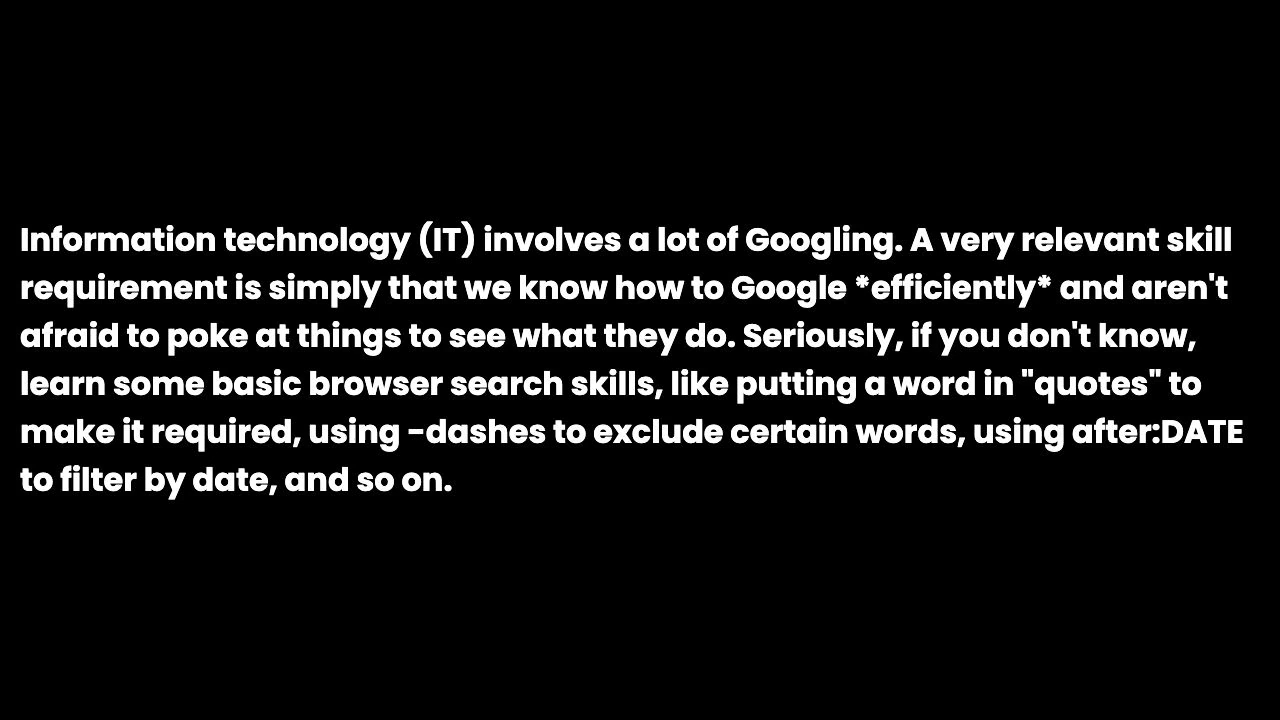 Information technology (IT) involves a lot of Googling. A very relevant skill
requirement is simply that we know how to Google *efficiently* and aren't
afraid to poke at things to see what they do. Seriously, if you don't know,
learn some basic browser search skills, like putting a word in "quotes" to
make it required, using -dashes to exclude certain words, using after:DATE
to filter by date, and so on.